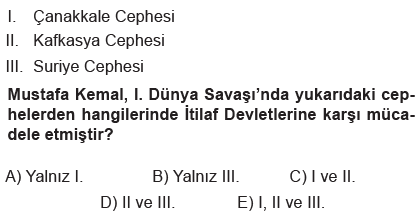 I. Çanakkale Cephesi
II. Kafkasya Cephesi
III. Suriye Cephesi
Mustafa Kemal, I. Dünya Savaşı’nda yukarıdaki cep-
helerden hangilerinde İtilaf Devletlerine karşı müca-
dele etmiştir?
A) Yalnız I. B) Yalnız III. C) I ve II.
D) II ve III. E) I, II ve III.